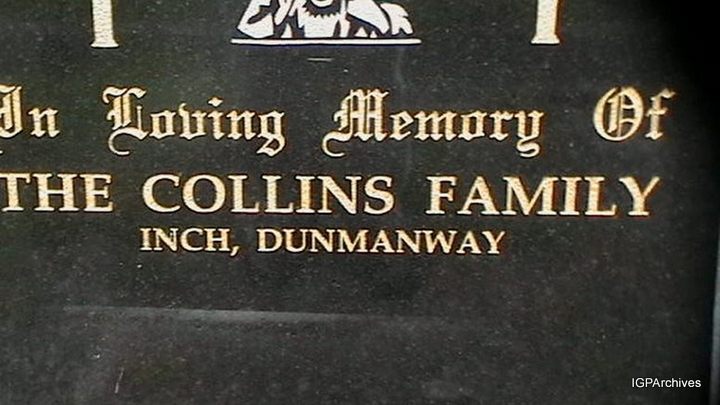 In Loving Memory Of
THE COLLINS FAMILY
INCH, DUNMANWAY
IGPArchives